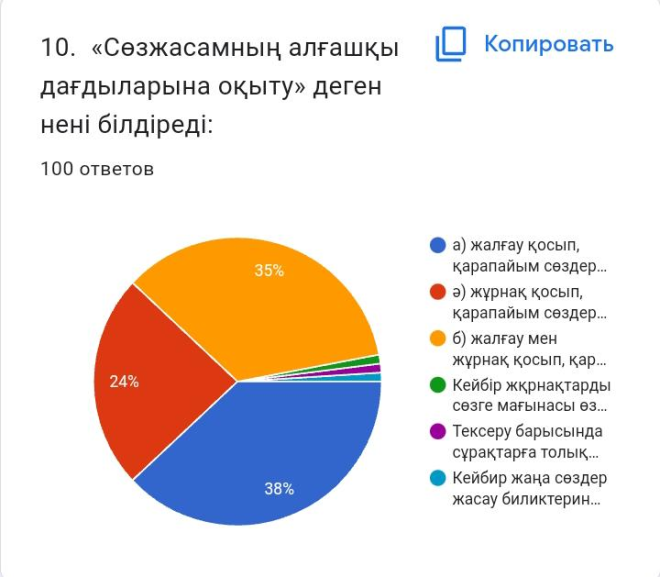 10. «Сөзжасамның алғашқы
дағдыларына оқыту» деген
нені білдіреді:
Копировать
100 ответов
35%
24%
38%
а) жалғау қосып,
қарапайым сөздер...
ә) жұрнақ қосып,
қарапайым сөздер...
б) жалғау мен
жұрнақ қосып, қар...
Кейбір жқрнақтарды
сөзге мағынасы өз...
Тексеру барысында
сұрақтарға толық...
Кейбир жаңа сөздер
жасау биликтерин...